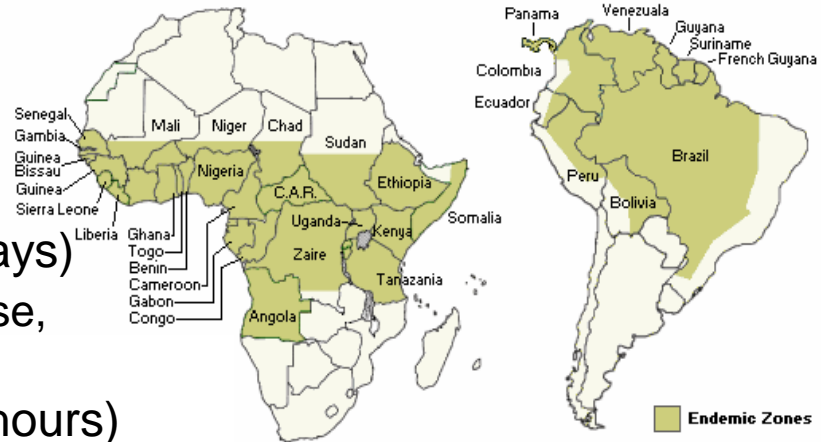 Panama
Venezuala
Guyana
Suriname
French Guyana
Colombia
Ecuador
Peru
Brazil
Bolivia
Senegal
Gambia
Guinea
Bissau
Guinea
Sierra Leone
Liberia
Mali
Niger
Chad
Sudan
Nigeria
C.A.R.
Ethiopia
Somalia
Uganda
Kenya
Zaire
Tanazania
Angola
Ghana
Togo
Benin
Cameroon
Gabon
Congo
ays)
se,
hours)
Endemic Zones